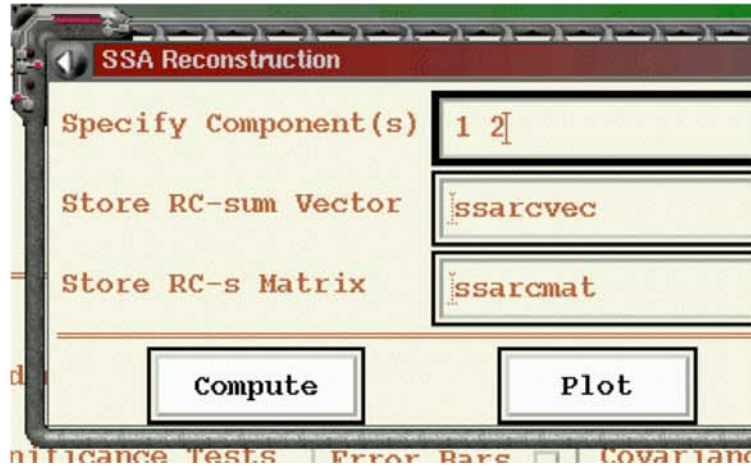 SSA Reconstruction
Specify Component(s) 1 2
Store RC-sum Vector ssarcvec
Store RC-s Matrix ssarcmat
Compute Plot
Tests Error Bars